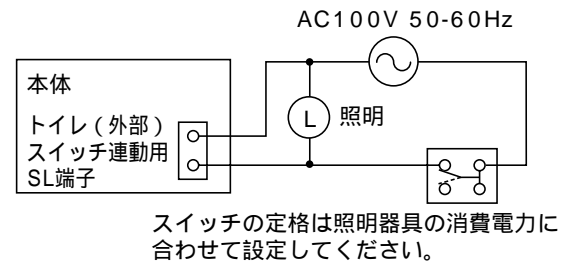 AC100V 50-60Hz
本体
トイレ（外部）
スイッチ連動用
SL端子
L
照明
スイッチの定格は照明器具の消費電力に
合わせて設定してください。